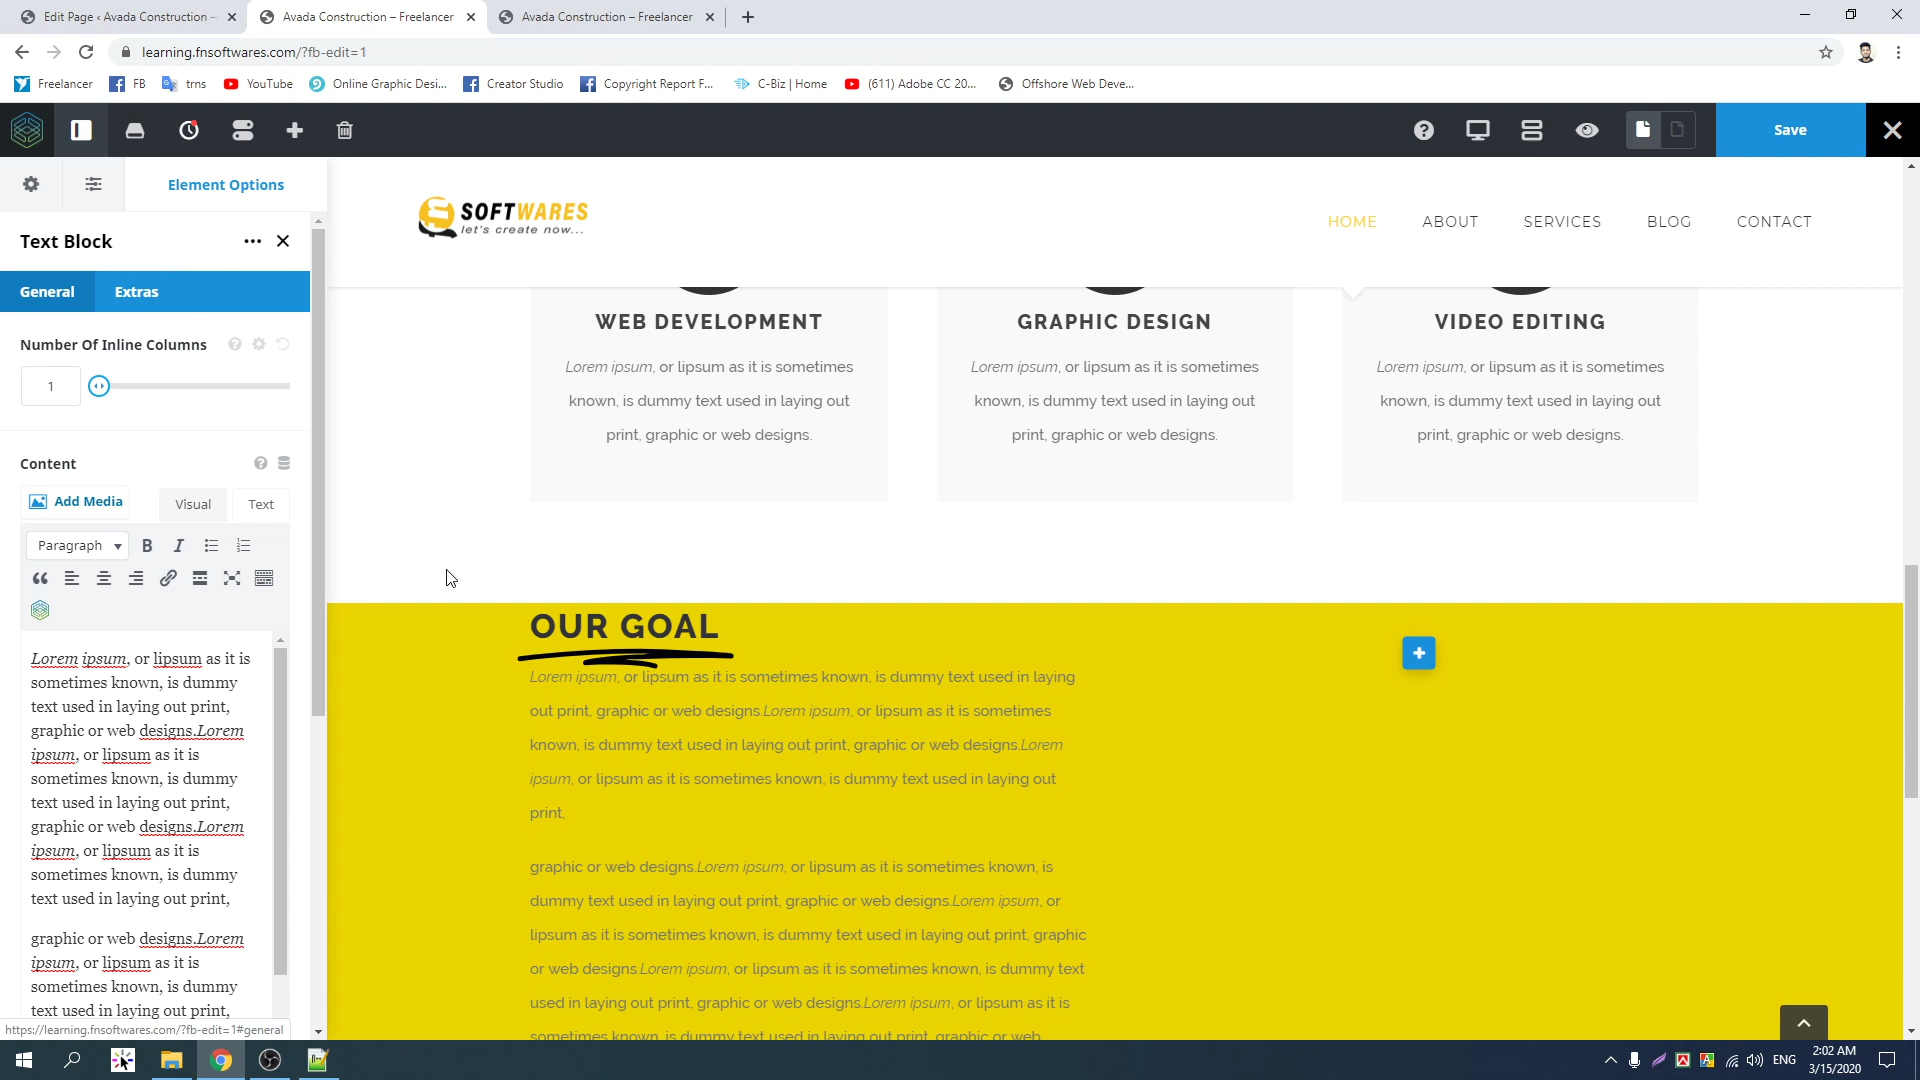 Edit Page ‹ Avada Construction –
Avada Construction – Freelancer
Avada Construction – Freelancer
learning.fnsoftwares.com/?fb-edit=1
Freelancer
FB
trns
YouTube
Online Graphic Desi...
Creator Studio
Copyright Report F...
C-Biz | Home
(611) Adobe CC 20...
Offshore Web Deve...
Save
Element Options
Text Block
General
Extras
Number Of Inline Columns
1
Content
Add Media
Visual
Text
Paragraph
Lorem ipsum, or lipsum as it is
sometimes known, is dummy
text used in laying out print,
graphic or web designs.Lorem
ipsum, or lipsum as it is
sometimes known, is dummy
text used in laying out print,
graphic or web designs.Lorem
ipsum, or lipsum as it is
sometimes known, is dummy
text used in laying out print,
graphic or web designs.Lorem
ipsum, or lipsum as it is
sometimes known, is dummy
text used in laying out print,
https://learning.fnsoftwares.com/?fb-edit=1#general
SOFTWARES
let's create now...
HOME
ABOUT
SERVICES
BLOG
CONTACT
WEB DEVELOPMENT
Lorem ipsum, or lipsum as it is sometimes
known, is dummy text used in laying out
print, graphic or web designs.
GRAPHIC DESIGN
Lorem ipsum, or lipsum as it is sometimes
known, is dummy text used in laying out
print, graphic or web designs.
VIDEO EDITING
Lorem ipsum, or lipsum as it is sometimes
known, is dummy text used in laying out
print, graphic or web designs.
OUR GOAL
Lorem ipsum, or lipsum as it is sometimes known, is dummy text used in laying
out print, graphic or web designs.Lorem ipsum, or lipsum as it is sometimes
known, is dummy text used in laying out print, graphic or web designs.Lorem
ipsum, or lipsum as it is sometimes known, is dummy text used in laying out
print,
graphic or web designs.Lorem ipsum, or lipsum as it is sometimes known, is
dummy text used in laying out print, graphic or web designs.Lorem ipsum, or
lipsum as it is sometimes known, is dummy text used in laying out print, graphic
or web designs.Lorem ipsum, or lipsum as it is sometimes known, is dummy text
used in laying out print, graphic or web designs.Lorem ipsum, or lipsum as it is
sometimes known, is dummy text used in laying out print, graphic or web
ENG
2:02 AM
3/15/2020